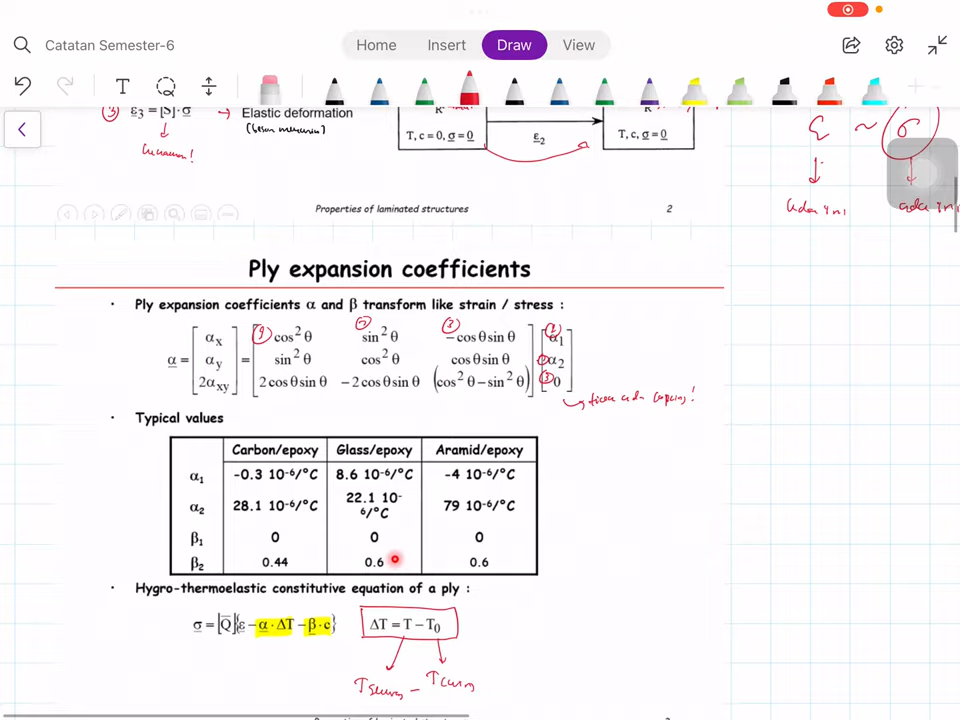 Catatan Semester-6
Home Insert Draw View
③ ε3 = [S]·σ → Elastic deformation
T, c = 0, σ = 0
ε2
T, c, σ = 0
ε ~ σ
Properties of laminated structures 2
Ply expansion coefficients
· Ply expansion coefficients α and β transform like strain / stress :
α = [αx αy 2αxy] = [① cos²θ ② sin²θ ③ −cosθsinθ
sin²θ cos²θ cosθsinθ
2cosθsinθ −2cosθsinθ (cos²θ − sin²θ)] [α1 α2 0]
· Typical values
Carbon/epoxy Glass/epoxy Aramid/epoxy
α1 -0.3 10-6/°C 8.6 10-6/°C -4 10-6/°C
α2 28.1 10-6/°C 22.1 10-6/°C 79 10-6/°C
β1 0 0 0
β2 0.44 0.6 0.6
· Hygro-thermoelastic constitutive equation of a ply :
σ = [Q̄]{ε − α·ΔT − β·c} ΔT = T − T0